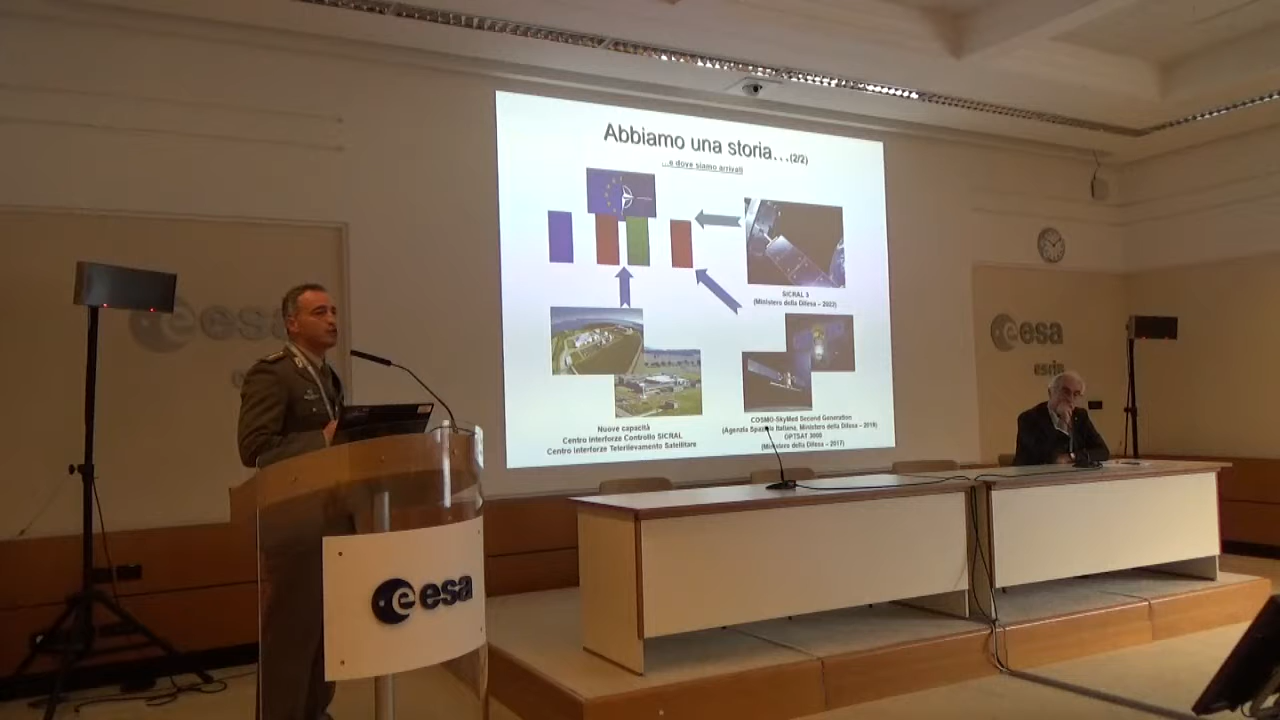 Abbiamo una storia...(2/2)
...e dove siamo arrivati
SICRAL 3
(Ministero della Difesa – 2022)
Nuove capacità
Centro Interforze Controllo SICRAL
Centro Interforze Telerilevamento Satellitare
COSMO-SkyMed Second Generation
(Agenzia Spaziale Italiana, Ministero della Difesa – 2018)
OPTSAT 3000
(Ministero della Difesa – 2017)
esa
esa
esrin
esa